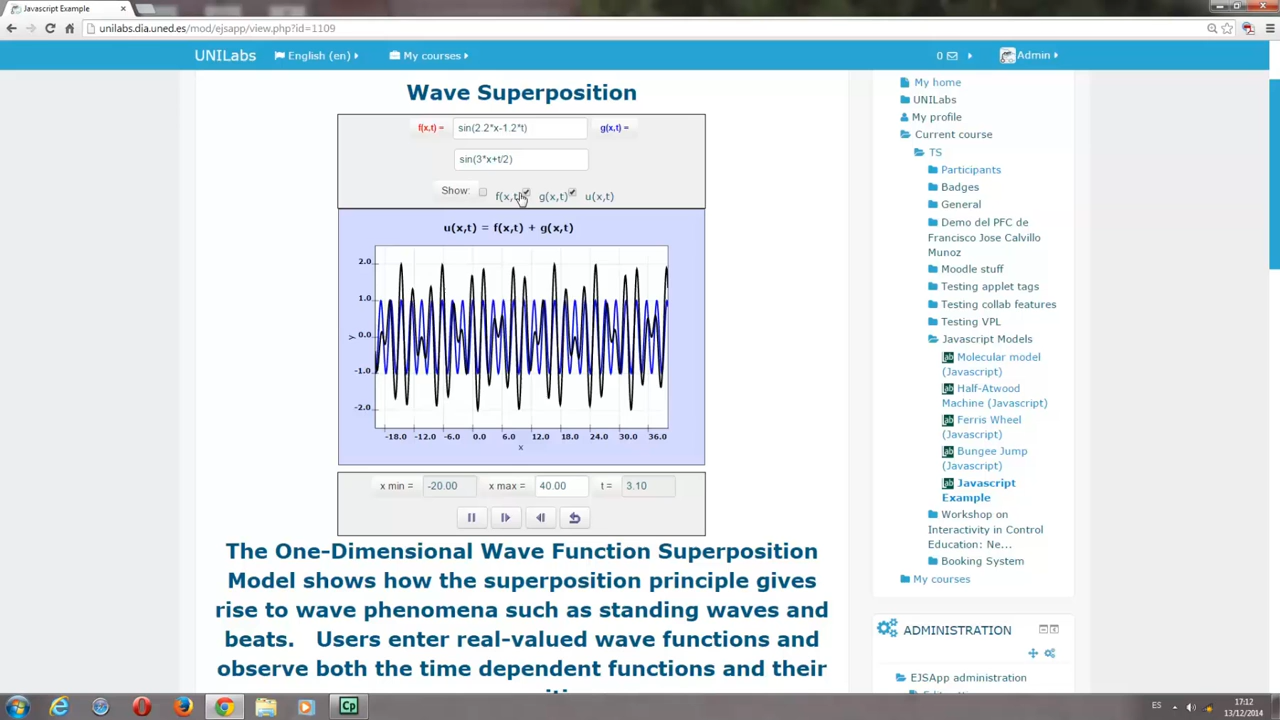 Javascript Example
unilabs.dia.uned.es/mod/ejsapp/view.php?id=1109
UNILabs
English (en)
My courses
0
Admin
Wave Superposition
f(x,t) =
sin(2.2*x-1.2*t)
g(x,t) =
sin(3*x+t/2)
Show:
f(x,t)
g(x,t)
u(x,t)
u(x,t) = f(x,t) + g(x,t)
2.0
1.0
0.0
-1.0
-2.0
y
-18.0 -12.0 -6.0 0.0 6.0 12.0 18.0 24.0 30.0 36.0
x
x min = -20.00 x max = 40.00 t = 3.10
The One-Dimensional Wave Function Superposition
Model shows how the superposition principle gives
rise to wave phenomena such as standing waves and
beats. Users enter real-valued wave functions and
observe both the time dependent functions and their
My home
UNILabs
My profile
Current course
TS
Participants
Badges
General
Demo del PFC de
Francisco Jose Calvillo
Munoz
Moodle stuff
Testing applet tags
Testing collab features
Testing VPL
Javascript Models
Molecular model
(Javascript)
Half-Atwood
Machine (Javascript)
Ferris Wheel
(Javascript)
Bungee Jump
(Javascript)
Javascript
Example
Workshop on
Interactivity in Control
Education: Ne...
Booking System
My courses
ADMINISTRATION
EJSApp administration
Cp
ES
17:12
13/12/2014